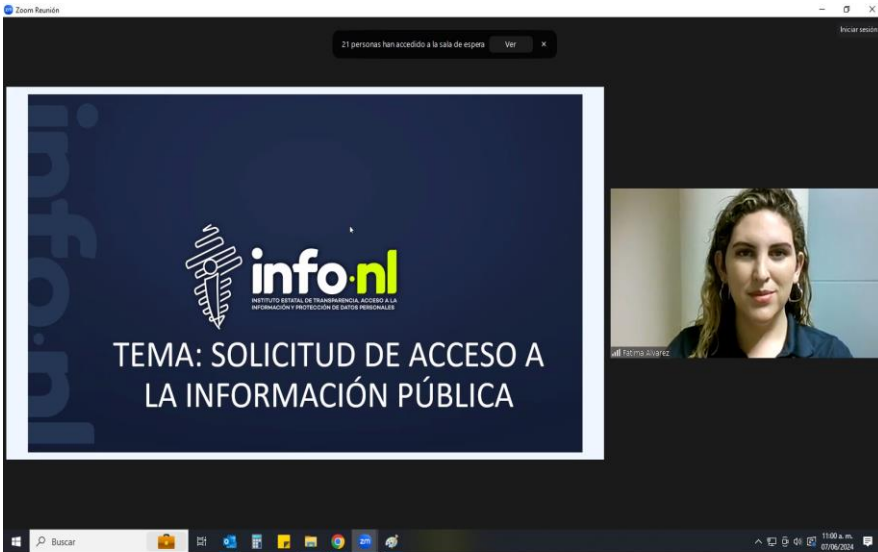 Zoom Reunión
Iniciar sesión
21 personas han accedido a la sala de espera
Ver
info.nl
info·nl
INSTITUTO ESTATAL DE TRANSPARENCIA, ACCESO A LA
INFORMACIÓN Y PROTECCIÓN DE DATOS PERSONALES
TEMA: SOLICITUD DE ACCESO A
LA INFORMACIÓN PÚBLICA
Fatima Alvarez
Buscar
zm
11:00 a. m.
07/06/2024